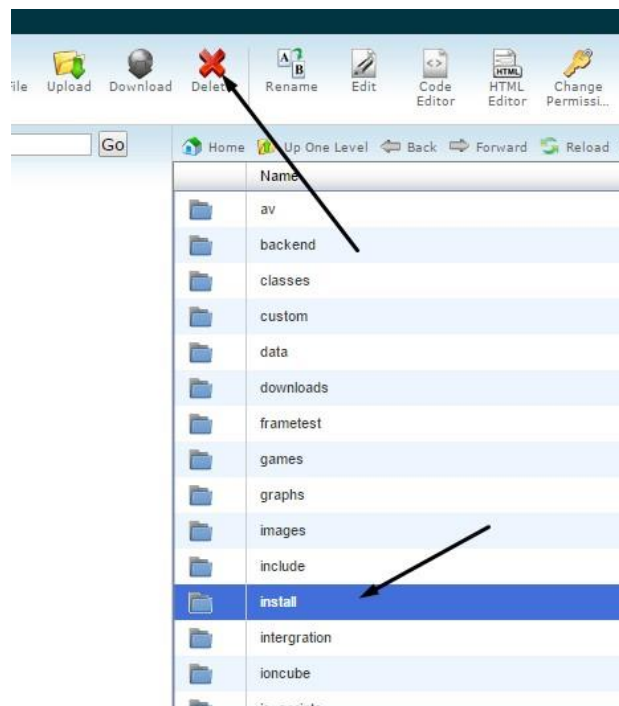 ile Upload Download Delete Rename Edit Code Editor HTML Editor Change Permissi...
Go Home Up One Level Back Forward Reload
Name
av
backend
classes
custom
data
downloads
frametest
games
graphs
images
include
install
intergration
ioncube